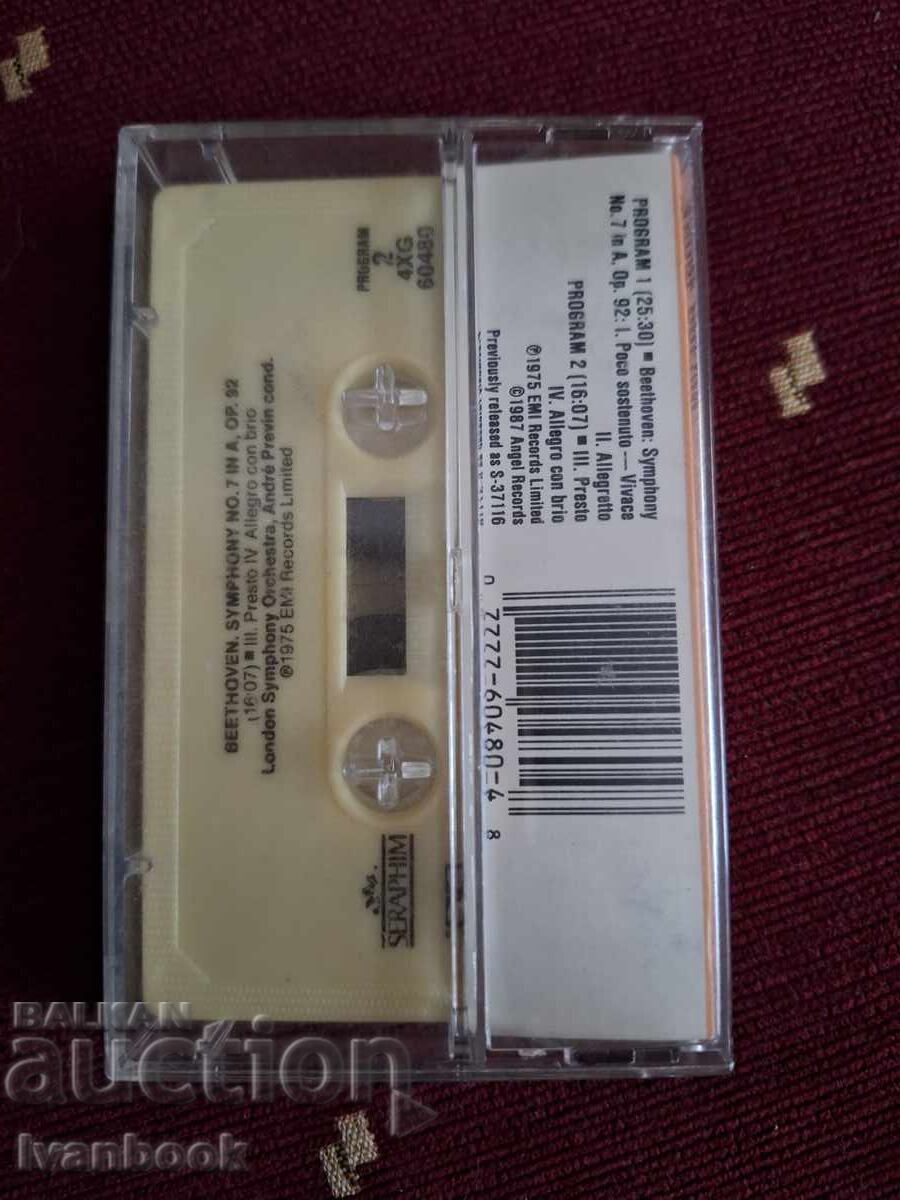 PROGRAM 1 (25:30) ■ Beethoven: Symphony
No. 7 in A, Op. 92: I. Poco sostenuto — Vivace
II. Allegretto
PROGRAM 2 (16:07) ■ III. Presto
IV. Allegro con brio
℗1975 EMI Records Limited
©1987 Angel Records
Previously released as S-37116
0 77772-60480-4 8
PROGRAM
2
4XG
60480
BEETHOVEN. SYMPHONY NO. 7 IN A, OP. 92
(16:07) ■ III. Presto IV Allegro con brio
London Symphony Orchestra, André Previn cond.
℗1975 EMI Records Limited
SERAPHIM
BALKAN
auction
Ivanbook